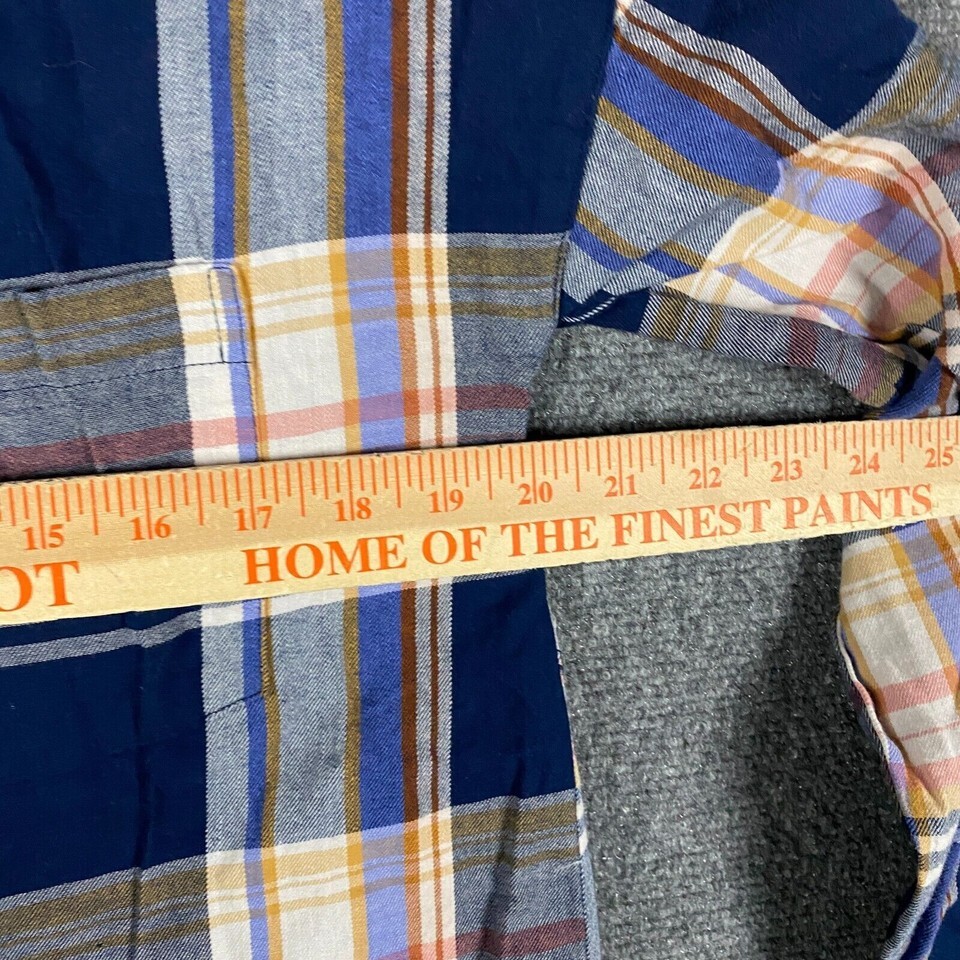 15 16 17 18 19 20 21 22 23 24 25
OT HOME OF THE FINEST PAINTS